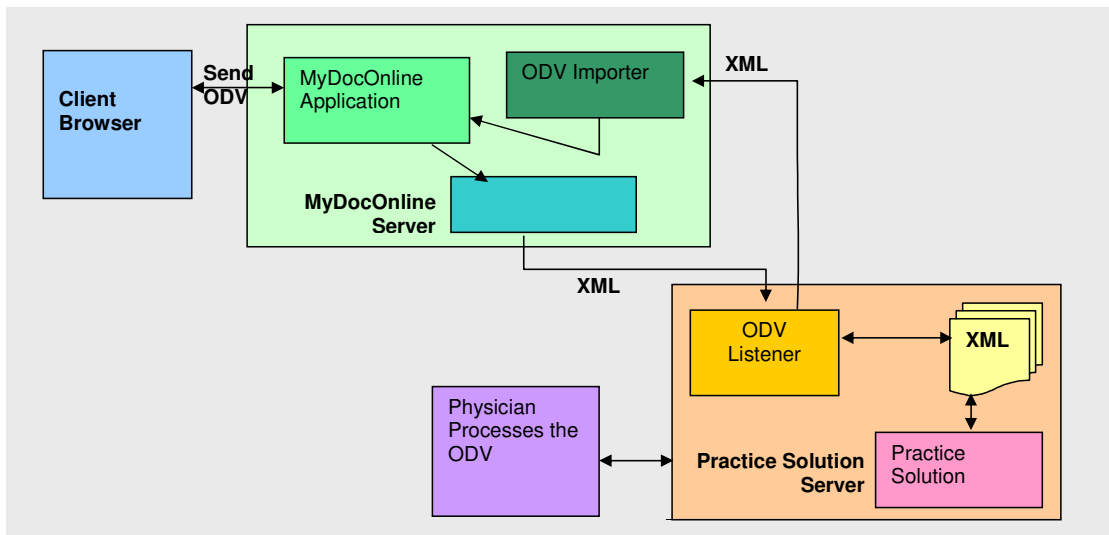 Client
Browser
Send
ODV
MyDocOnline
Application
ODV Importer
XML
MyDocOnline
Server
XML
ODV
Listener
XML
Physician
Processes the
ODV
Practice Solution
Server
Practice
Solution